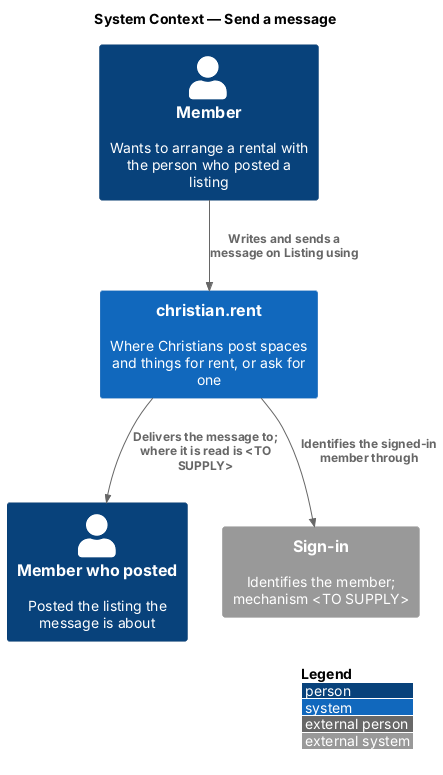 System Context — Send a message
Member
Wants to arrange a rental with
the person who posted a
listing
Writes and sends a
message on Listing using
christian.rent
Where Christians post spaces
and things for rent, or ask for
one
Delivers the message to;
where it is read is <TO
SUPPLY>
Identifies the signed-in
member through
Member who posted
Posted the listing the
message is about
Sign-in
Identifies the member;
mechanism <TO SUPPLY>
Legend
person
system
external person
external system